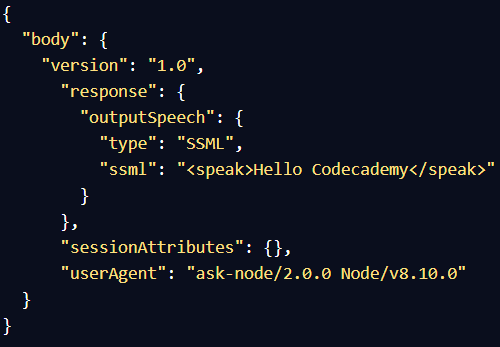 {
  "body": {
    "version": "1.0",
      "response": {
        "outputSpeech": {
          "type": "SSML",
          "ssml": "<speak>Hello Codecademy</speak>"
        }
      },
      "sessionAttributes": {},
      "userAgent": "ask-node/2.0.0 Node/v8.10.0"
  }
}